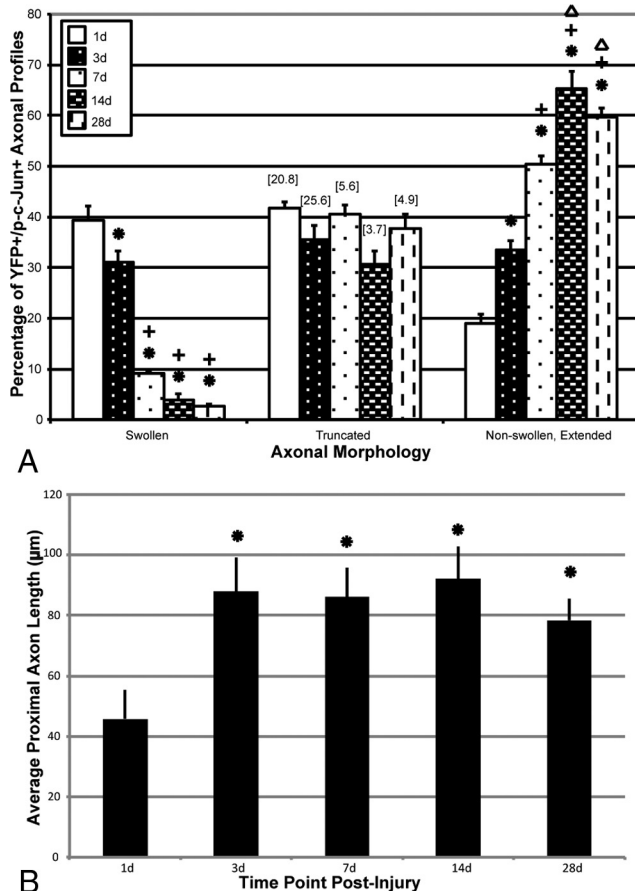 80
70
60
50
40
30
20
10
0
Percentage of YFP+/p-c-Jun+ Axonal Profiles
1d
3d
7d
14d
28d
*
+
*
+
*
+
*
[20.8]
[25.6]
[5.6]
[3.7]
[4.9]
*
+
*
△
+
*
△
+
*
Swollen
Truncated
Non-swollen, Extended
Axonal Morphology
A
120
100
80
60
40
20
0
Average Proximal Axon Length (µm)
*
*
*
*
1d
3d
7d
14d
28d
Time Point Post-Injury
B